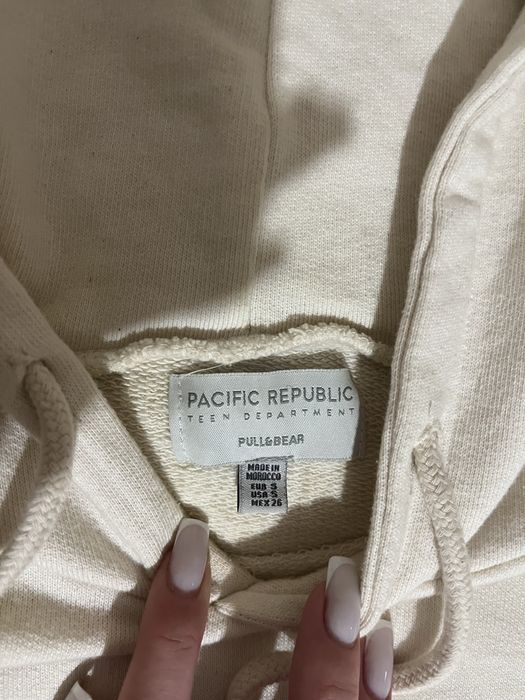 PACIFIC REPUBLIC
TEEN DEPARTMENT
PULL&BEAR
MADE IN
MOROCCO
EUR S
USA S
MEX 26